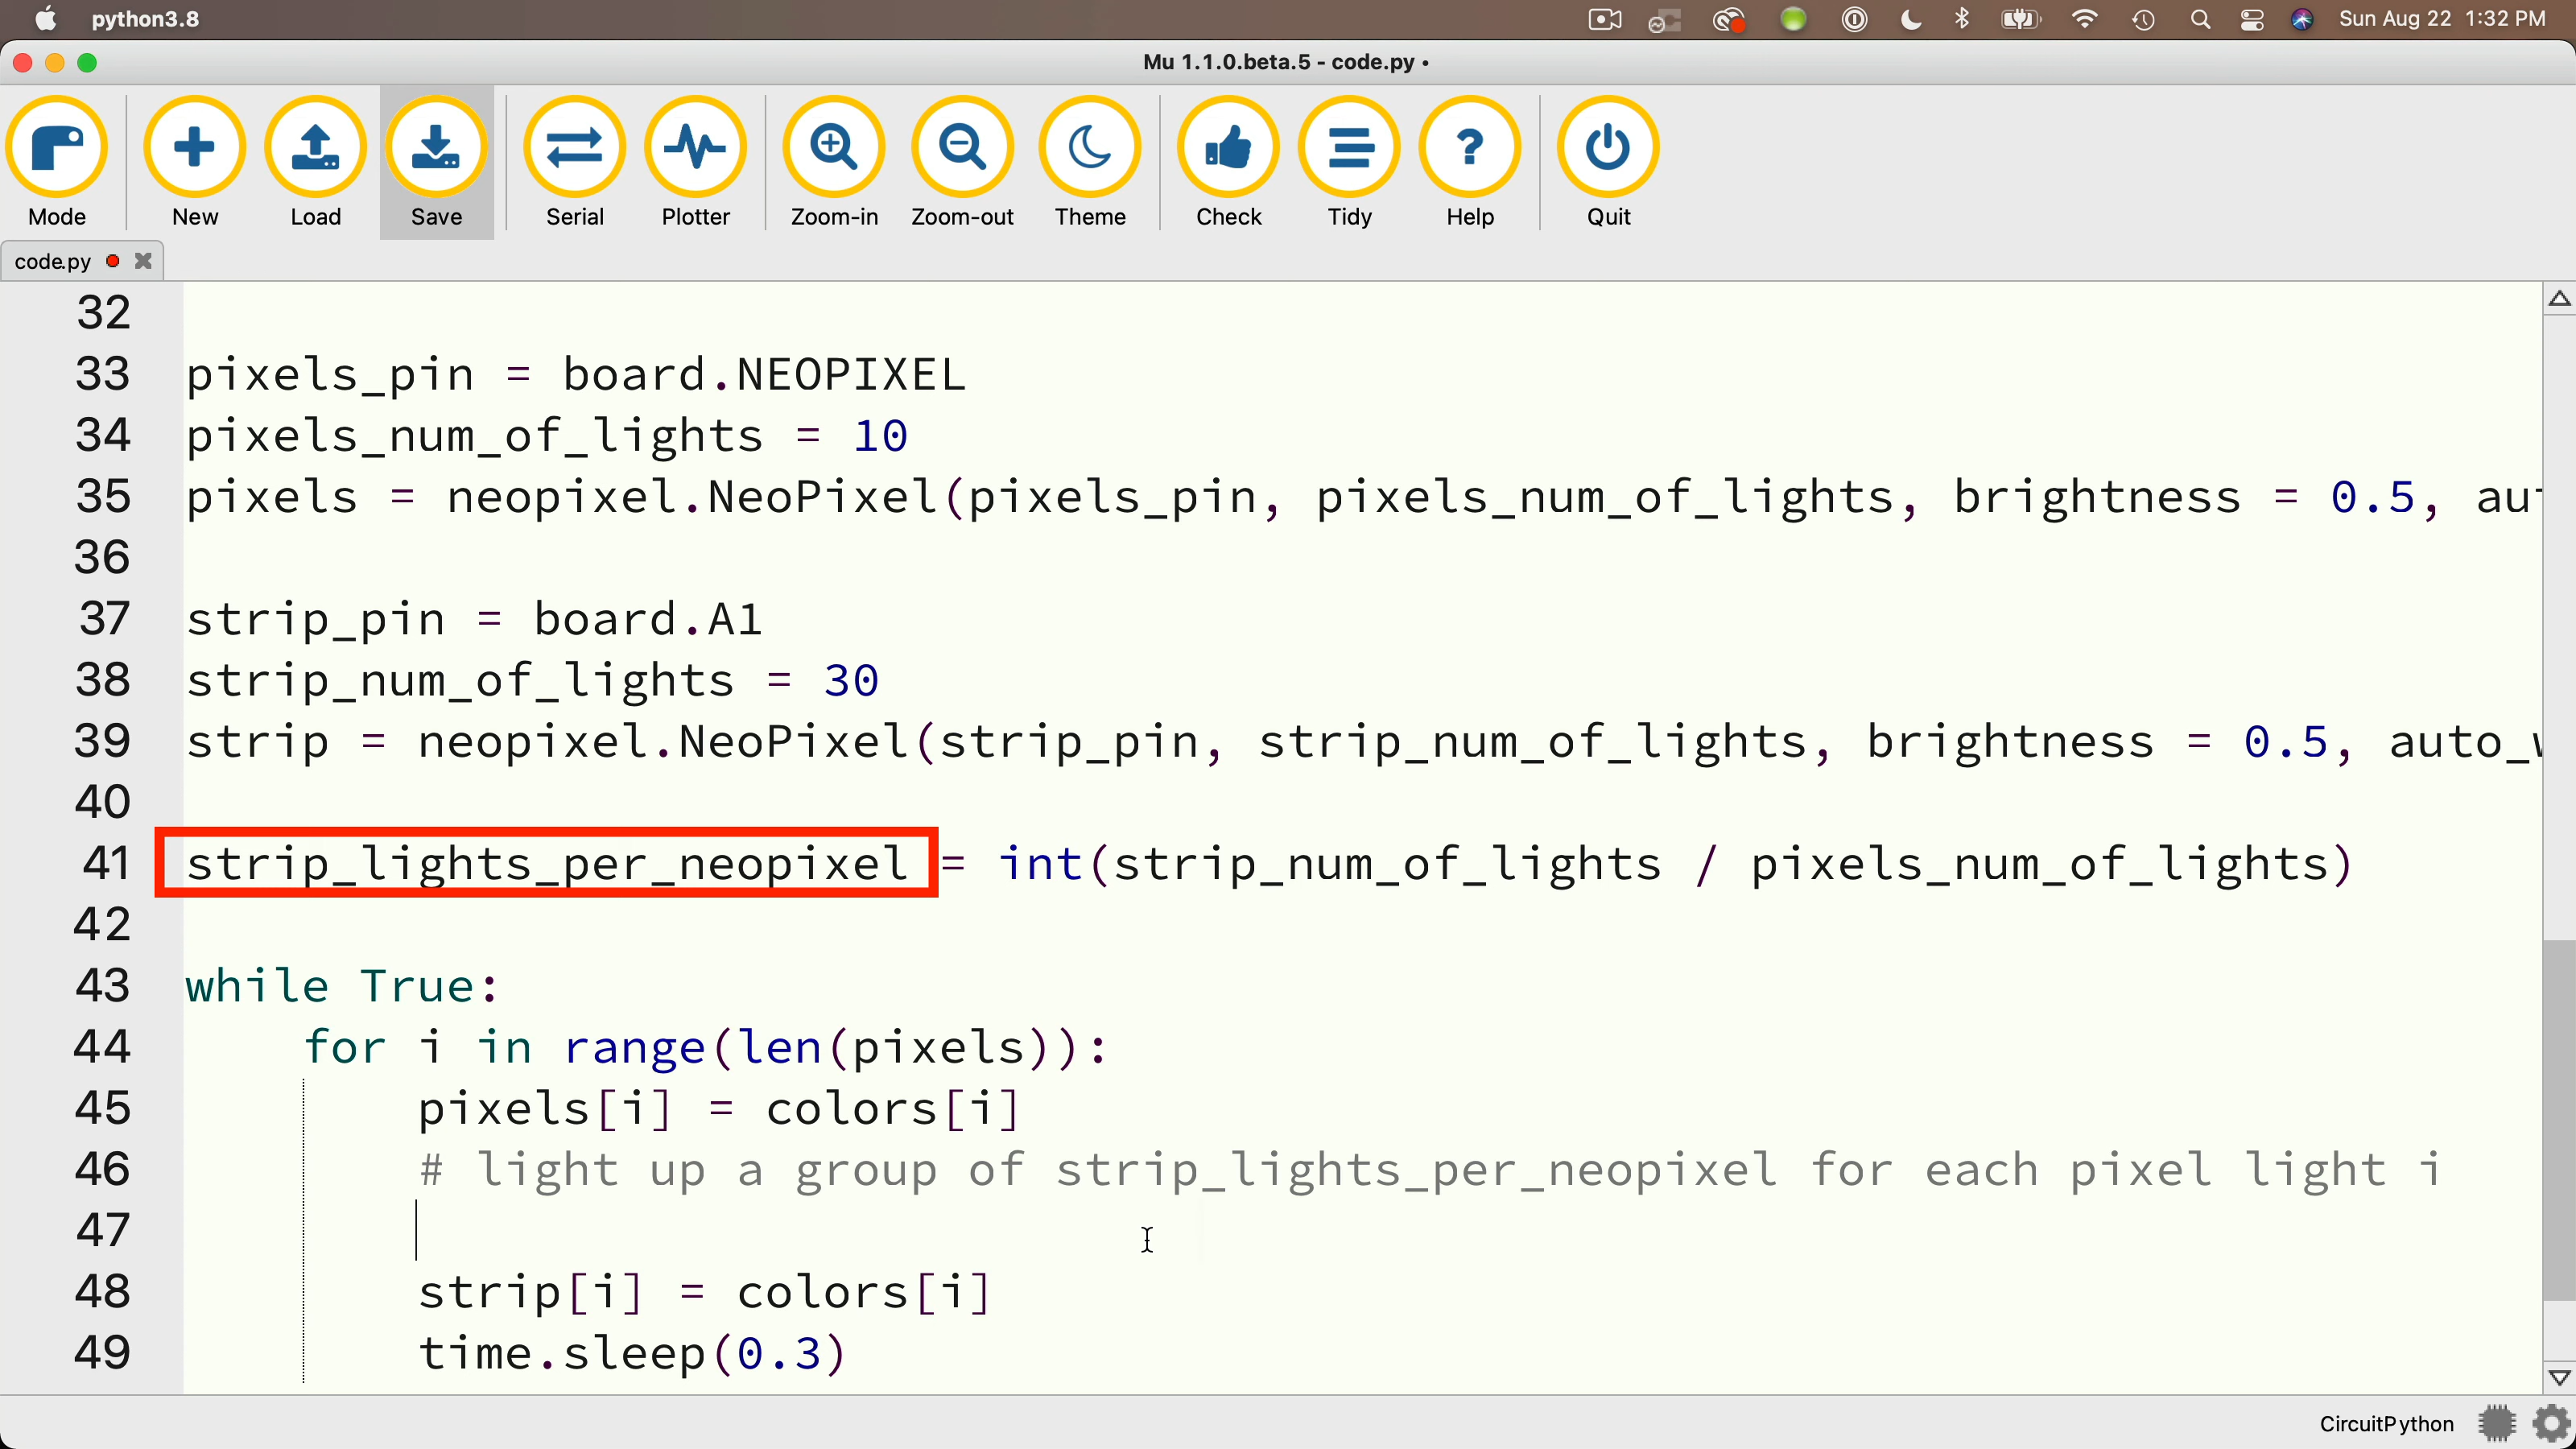 python3.8
Sun Aug 22 1:32 PM
Mu 1.1.0.beta.5 - code.py •
Mode New Load Save Serial Plotter Zoom-in Zoom-out Theme Check Tidy Help Quit
code.py
32
33 pixels_pin = board.NEOPIXEL
34 pixels_num_of_lights = 10
35 pixels = neopixel.NeoPixel(pixels_pin, pixels_num_of_lights, brightness = 0.5, au
36
37 strip_pin = board.A1
38 strip_num_of_lights = 30
39 strip = neopixel.NeoPixel(strip_pin, strip_num_of_lights, brightness = 0.5, auto_
40
41 strip_lights_per_neopixel = int(strip_num_of_lights / pixels_num_of_lights)
42
43 while True:
44 for i in range(len(pixels)):
45 pixels[i] = colors[i]
46 # light up a group of strip_lights_per_neopixel for each pixel light i
47
48 strip[i] = colors[i]
49 time.sleep(0.3)
CircuitPython